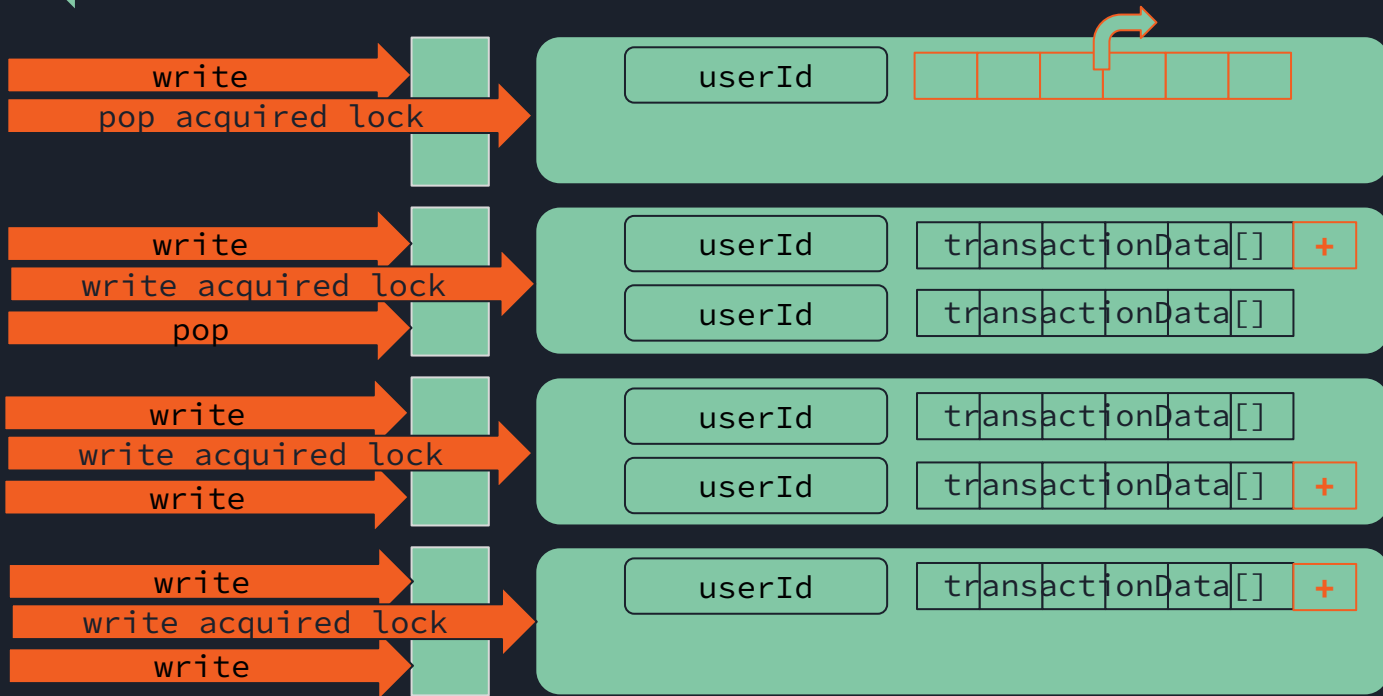 write
userId
pop acquired lock
write
userId
transactionData[]
+
write acquired lock
userId
transactionData[]
pop
write
userId
transactionData[]
write acquired lock
userId
transactionData[]
+
write
write
userId
transactionData[]
+
write acquired lock
write